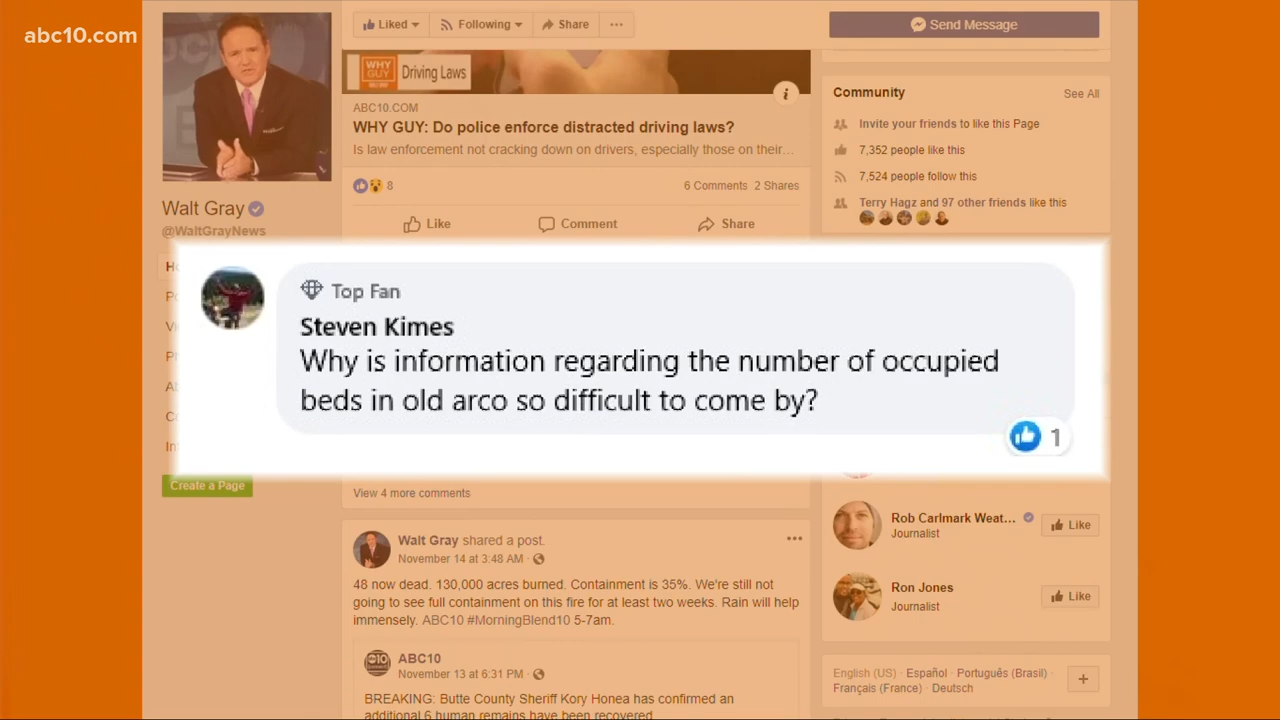 abc10.com
Liked
Following
Share
Send Message
WHY GUY
Driving Laws
ABC10.COM
WHY GUY: Do police enforce distracted driving laws?
Is law enforcement not cracking down on drivers, especially those on their...
8
6 Comments 2 Shares
Like
Comment
Share
Community
See All
Invite your friends to like this Page
7,352 people like this
7,524 people follow this
Terry Hagz and 97 other friends like this
Walt Gray
@WaltGrayNews
Top Fan
Steven Kimes
Why is information regarding the number of occupied
beds in old arco so difficult to come by?
1
Create a Page
View 4 more comments
Walt Gray shared a post.
November 14 at 3:48 AM ·
48 now dead. 130,000 acres burned. Containment is 35%. We're still not
going to see full containment on this fire for at least two weeks. Rain will help
immensely. ABC10 #MorningBlend10 5-7am.
ABC10
November 13 at 6:31 PM ·
BREAKING: Butte County Sheriff Kory Honea has confirmed an
additional 6 human remains have been recovered
Rob Carlmark Weat...
Journalist
Like
Ron Jones
Journalist
Like
English (US) · Español · Português (Brasil) ·
Français (France) · Deutsch
+